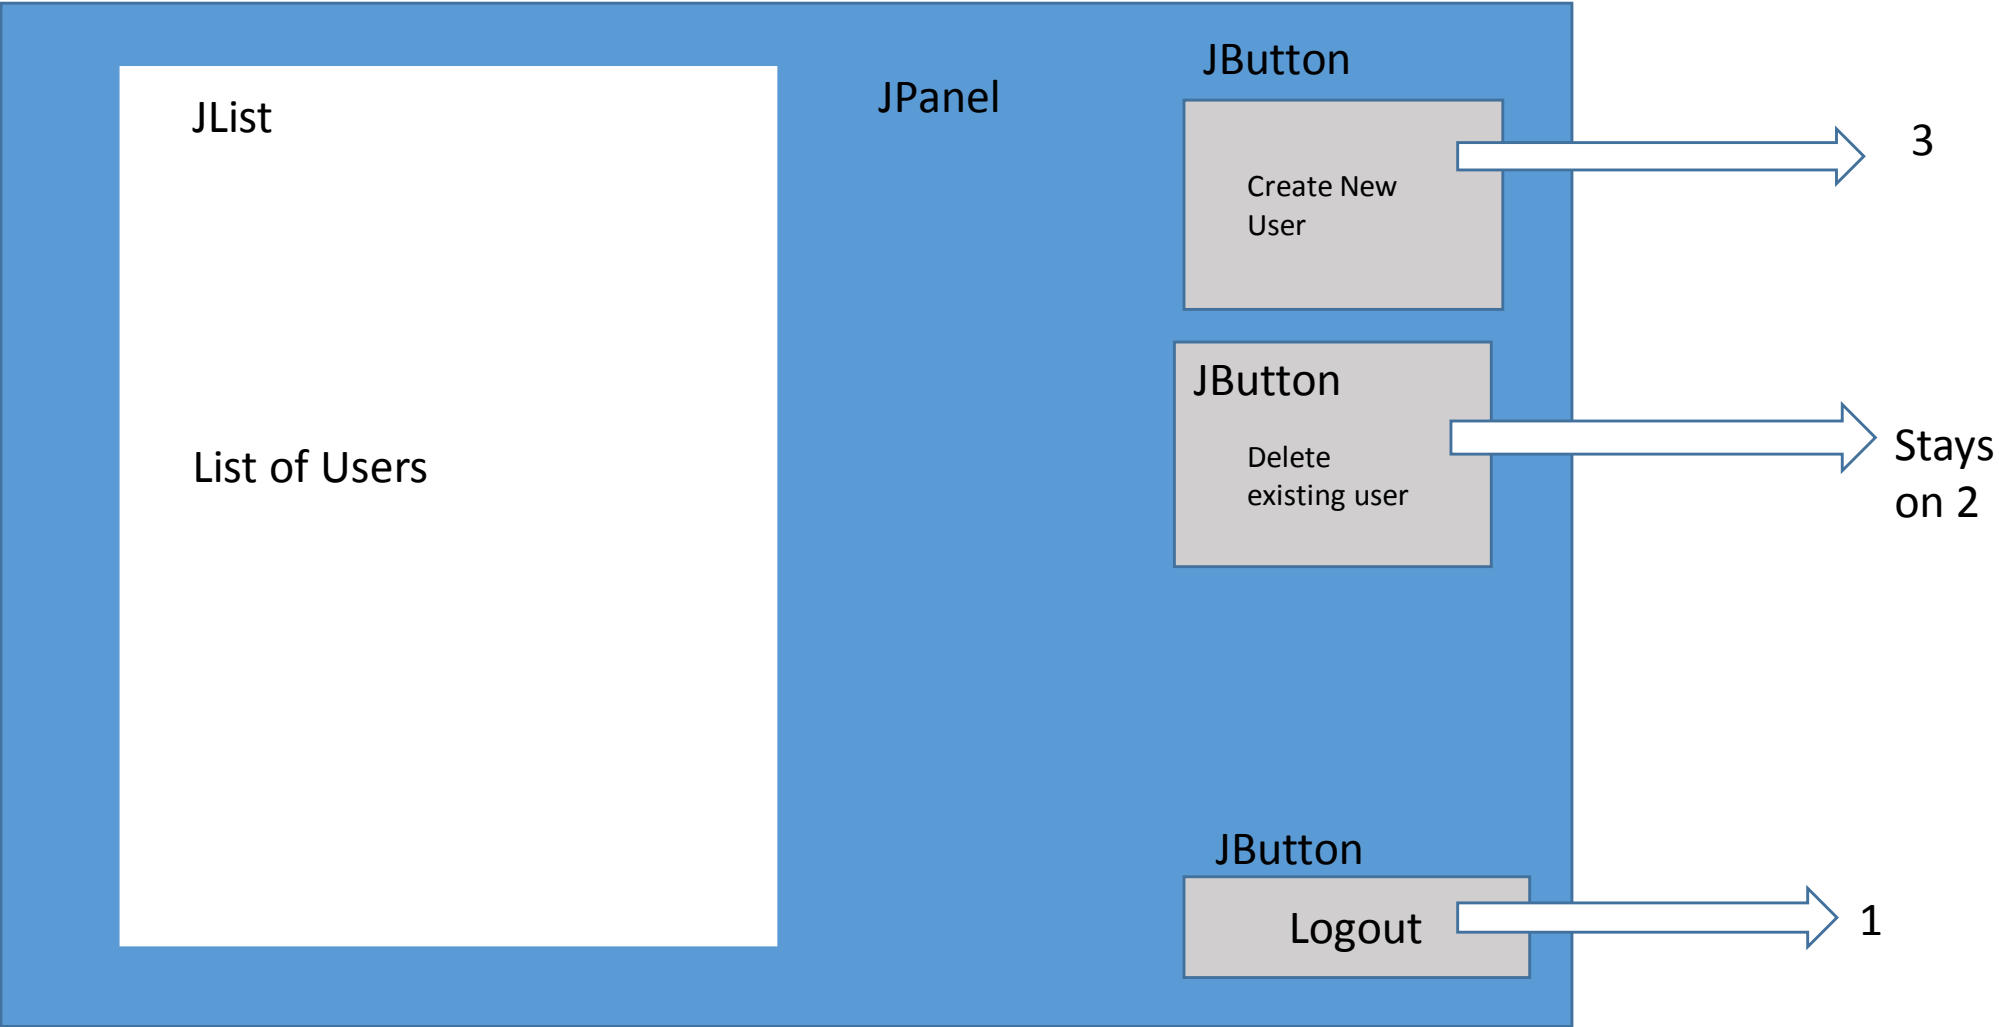 JList
List of Users
JPanel
JButton
Create New
User
3
JButton
Delete
existing user
Stays
on 2
JButton
Logout
1